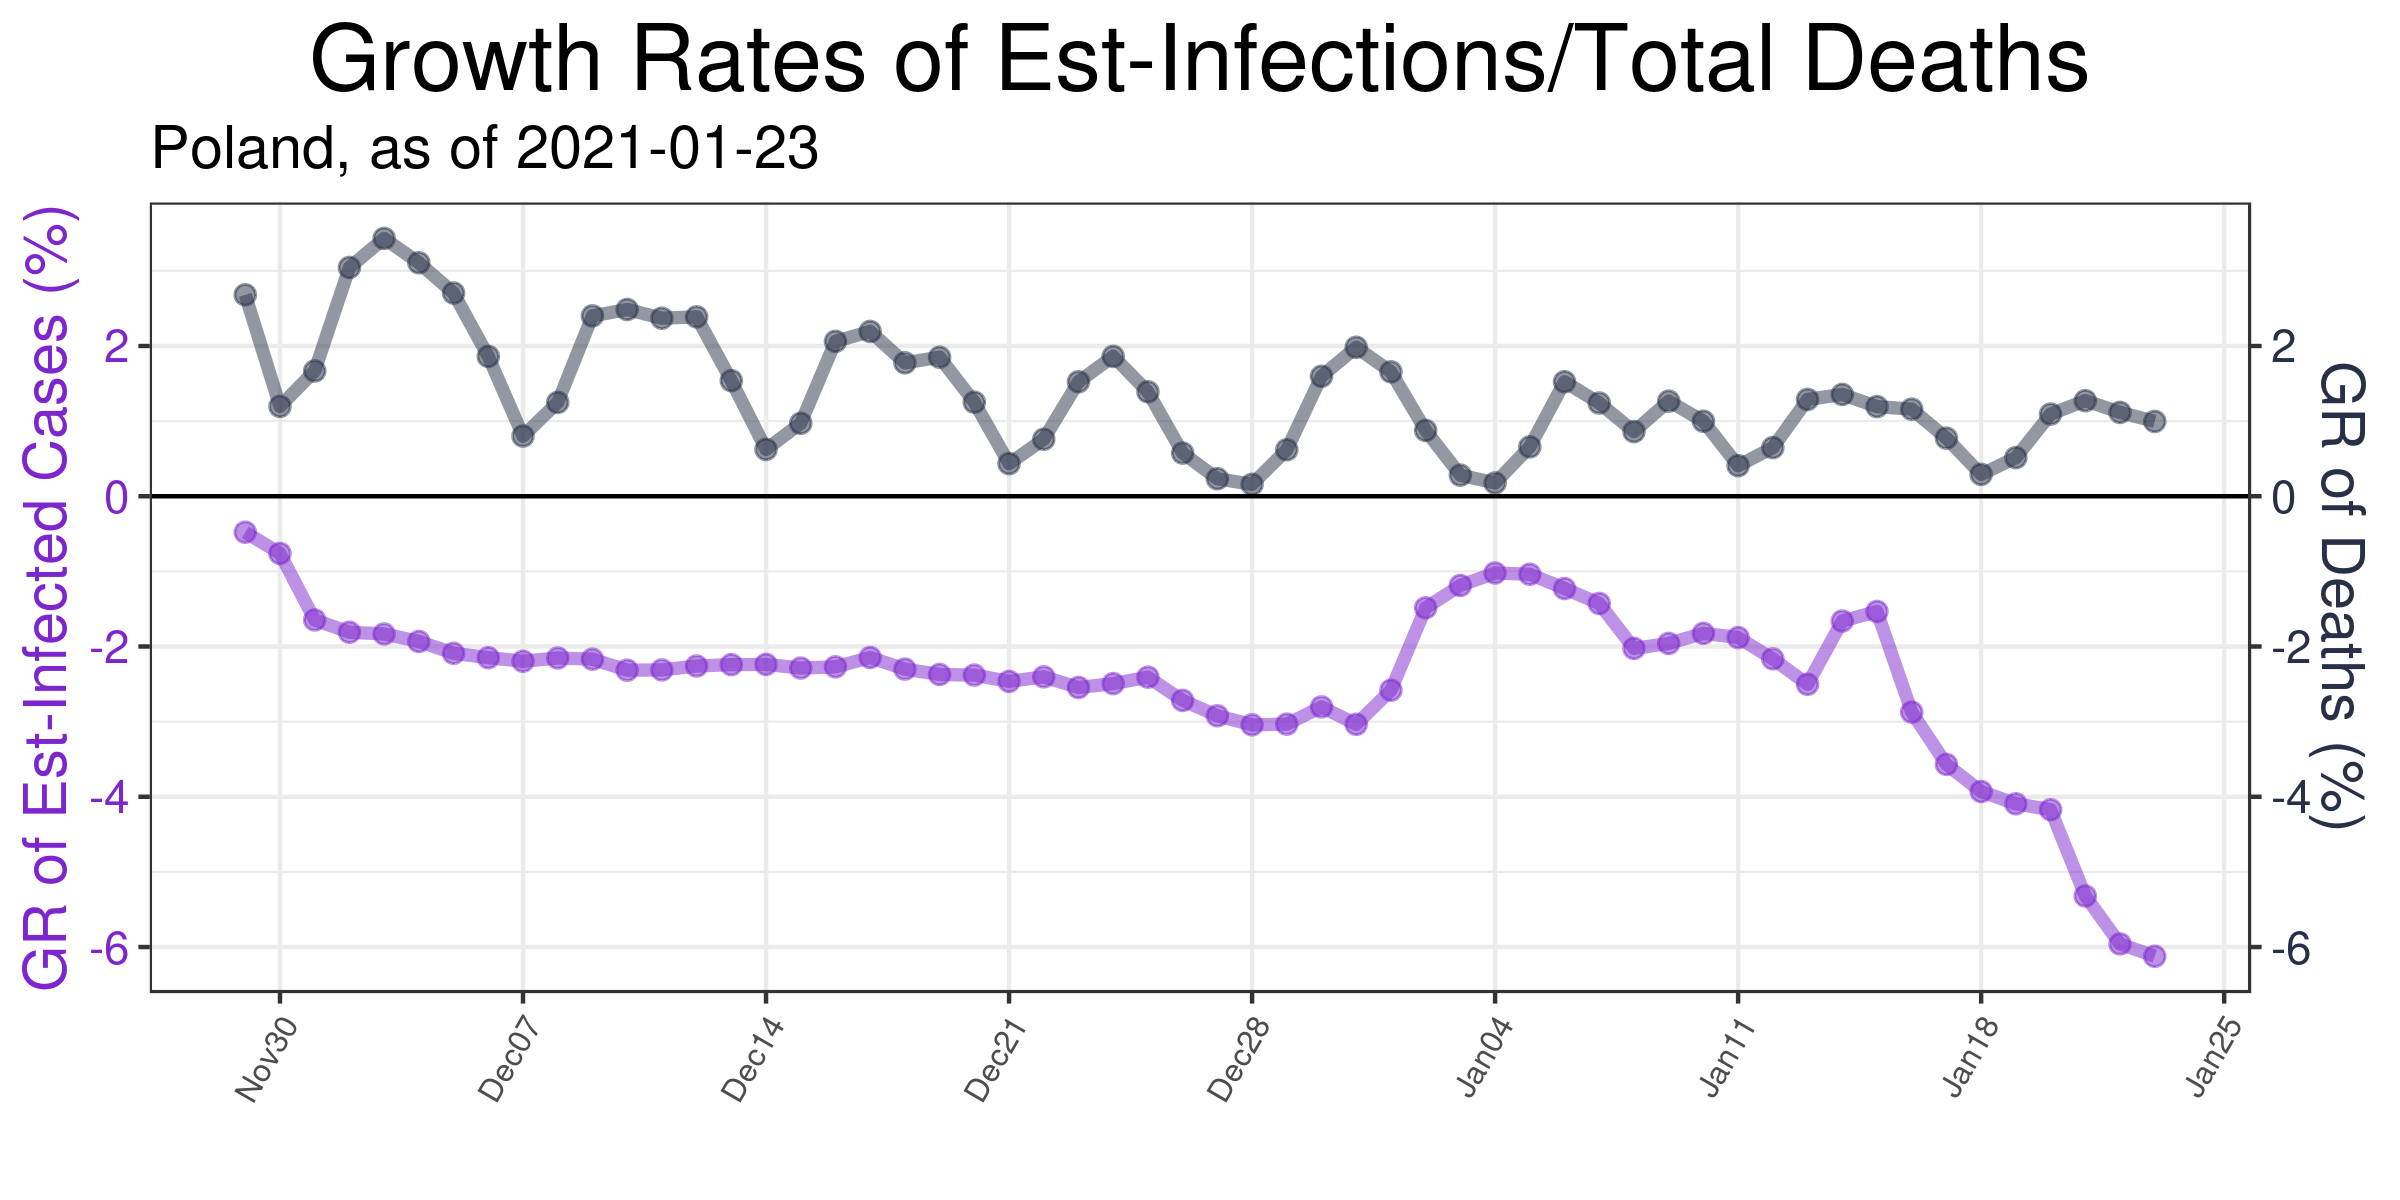 Growth Rates of Est-Infections/Total Deaths
Poland, as of 2021-01-23
GR of Est-Infected Cases (%)
2
0
-2
-4
-6
2
0
-2
-4
-6
GR of Deaths (%)
Nov30
Dec07
Dec14
Dec21
Dec28
Jan04
Jan11
Jan18
Jan25